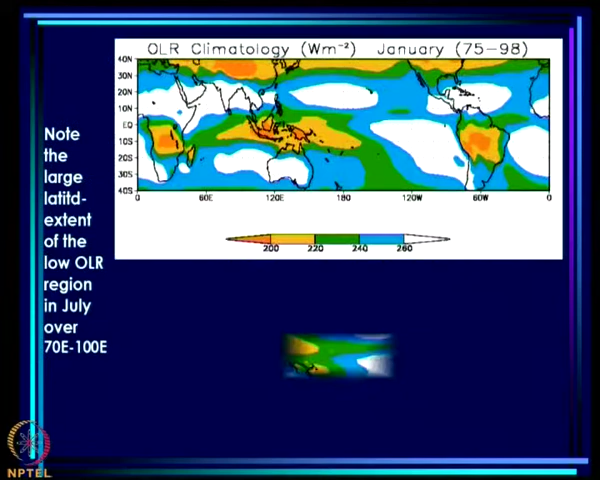 OLR Climatology (Wm⁻²) January (75-98)
40N
30N
20N
10N
EQ
10S
20S
30S
40S
0 60E 120E 180 120W 60W 0
200 220 240 260
Note
the
large
latitd-
extent
of the
low OLR
region
in July
over
70E-100E
NPTEL